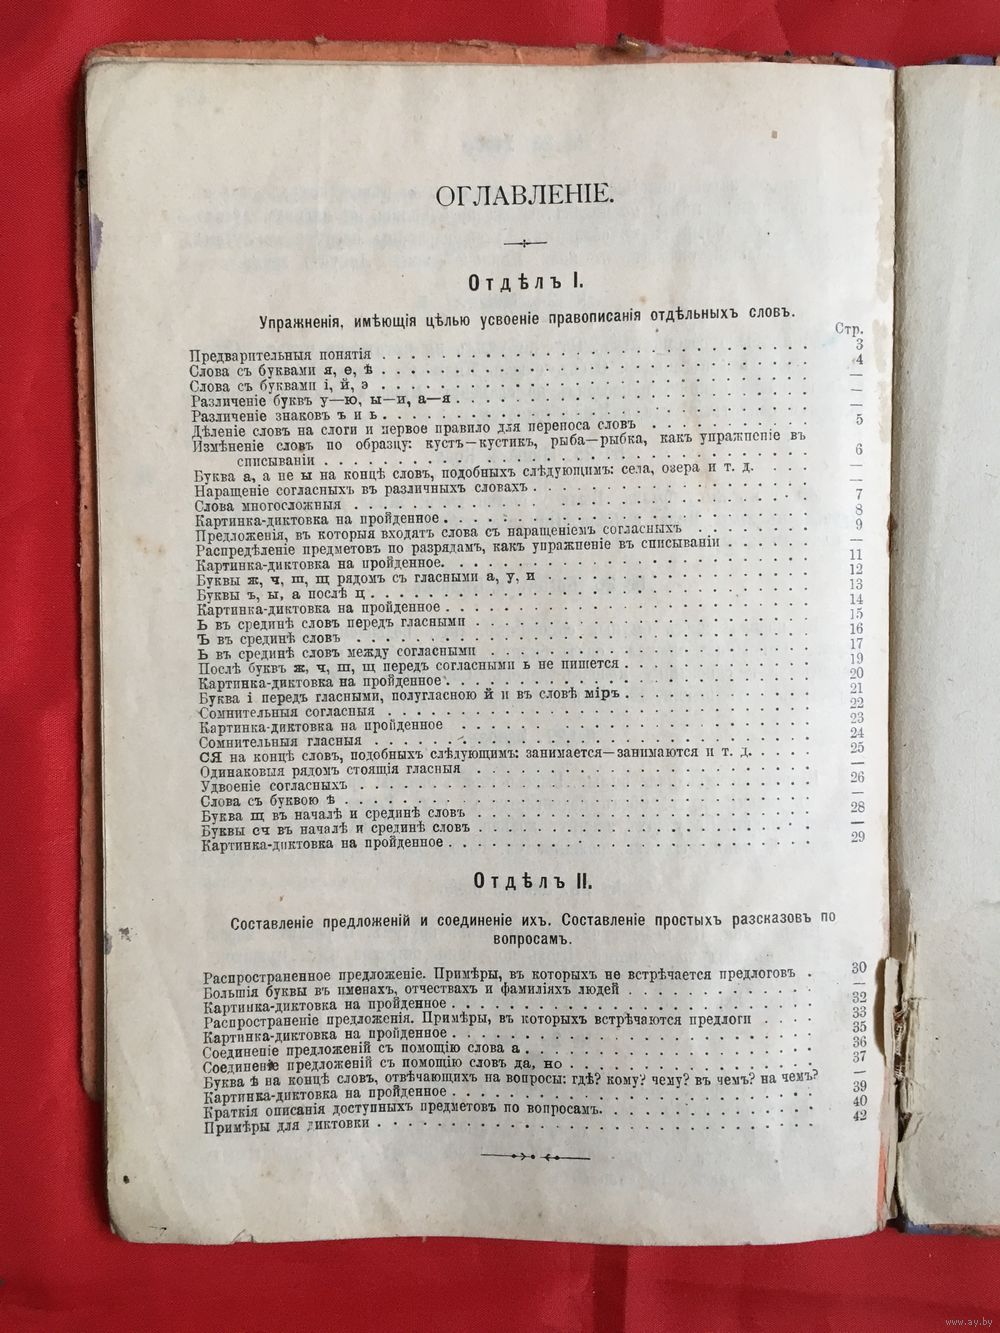 ОГЛАВЛЕНІЕ.
Отдѣлъ I.
Упражненія, имѣющія цѣлью усвоеніе правописанія отдѣльныхъ словъ.
Стр.
Предварительныя понятія . . . 3
Слова съ буквами я, е, ѣ . . . 4
Слова съ буквами і, й, э . . . —
Различеніе буквъ у—ю, ы—и, а—я . . . —
Различеніе знаковъ ъ и ь . . . —
Дѣленіе словъ на слоги и первое правило для переноса словъ . . . 5
Измѣненіе словъ по образцу: кустъ—кустикъ, рыба—рыбка, какъ упражненіе въ
списываніи . . . 6
Буква а, а не ы на концѣ словъ, подобныхъ слѣдующимъ: села, озера и т. д. . . . —
Наращеніе согласныхъ въ различныхъ словахъ . . . —
Слова многосложныя . . . 7
Картинка-диктовка на пройденное . . . 8
Предложенія, въ которыя входятъ слова съ наращеніемъ согласныхъ . . . 9
Распредѣленіе предметовъ по разрядамъ, какъ упражненіе въ списываніи . . . —
Картинка-диктовка на пройденное . . . 11
Буквы ж, ч, ш, щ рядомъ съ гласными а, у, и . . . 12
Буквы ъ, ы, а послѣ ц . . . 13
Картинка-диктовка на пройденное . . . 14
Ь въ срединѣ словъ передъ гласными . . . 15
Ъ въ срединѣ словъ . . . 16
Ь въ срединѣ словъ между согласными . . . 17
Послѣ буквъ ж, ч, ш, щ передъ согласными ь не пишется . . . 19
Картинка-диктовка на пройденное . . . 20
Буква і передъ гласными, полугласною й и въ словѣ міръ . . . 21
Сомнительныя согласныя . . . 22
Картинка-диктовка на пройденное . . . 23
Сомнительныя гласныя . . . 24
СЯ на концѣ словъ, подобныхъ слѣдующимъ: занимается—занимаются и т. д. . . . 25
Одинаковыя рядомъ стоящія гласныя . . . —
Удвоеніе согласныхъ . . . 26
Слова съ буквою ѣ . . . —
Буква щ въ началѣ и срединѣ словъ . . . 28
Буквы сч въ началѣ и срединѣ словъ . . . —
Картинка-диктовка на пройденное . . . 29
Отдѣлъ II.
Составленіе предложеній и соединеніе ихъ. Составленіе простыхъ разсказовъ по
вопросамъ.
Распространенное предложеніе. Примѣры, въ которыхъ не встрѣчается предлоговъ . 30
Большія буквы въ именахъ, отчествахъ и фамиліяхъ людей . . . —
Картинка-диктовка на пройденное . . . 32
Распространеніе предложенія. Примѣры, въ которыхъ встрѣчаются предлоги . . . 33
Картинка-диктовка на пройденное . . . 35
Соединеніе предложеній съ помощію слова а . . . 36
Соединеніе предложеній съ помощію словъ да, но . . . 37
Буква ѣ на концѣ словъ, отвѣчающихъ на вопросы: гдѣ? кому? чему? въ чемъ? на чемъ? —
Картинка-диктовка на пройденное . . . 39
Краткія описанія доступныхъ предметовъ по вопросамъ . . . 40
Примѣры для диктовки . . . 42
www.ay.by